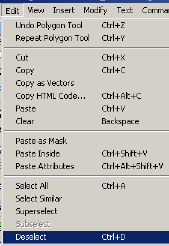 Edit View Insert Modify Text Comma
Undo Polygon Tool Ctrl+Z
Repeat Polygon Tool Ctrl+Y
Cut Ctrl+X
Copy Ctrl+C
Copy as Vectors
Copy HTML Code... Ctrl+Alt+C
Paste Ctrl+V
Clear Backspace
Paste as Mask
Paste Inside Ctrl+Shift+V
Paste Attributes Ctrl+Alt+Shift+V
Select All Ctrl+A
Select Similar
Superselect
Subselect
Deselect Ctrl+D